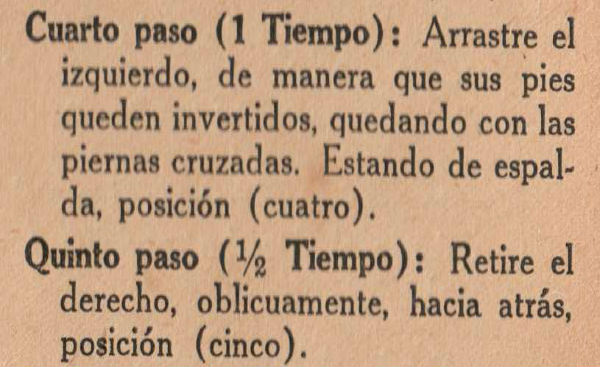 Cuarto paso (1 Tiempo): Arrastre el
izquierdo, de manera que sus pies
queden invertidos, quedando con las
piernas cruzadas. Estando de espal-
da, posición (cuatro).
Quinto paso (½ Tiempo): Retire el
derecho, oblicuamente, hacia atrás,
posición (cinco).